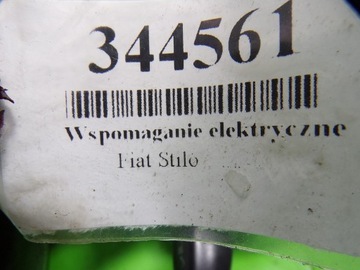 344561
Wspomaganie elektryczne
Fiat Stilo